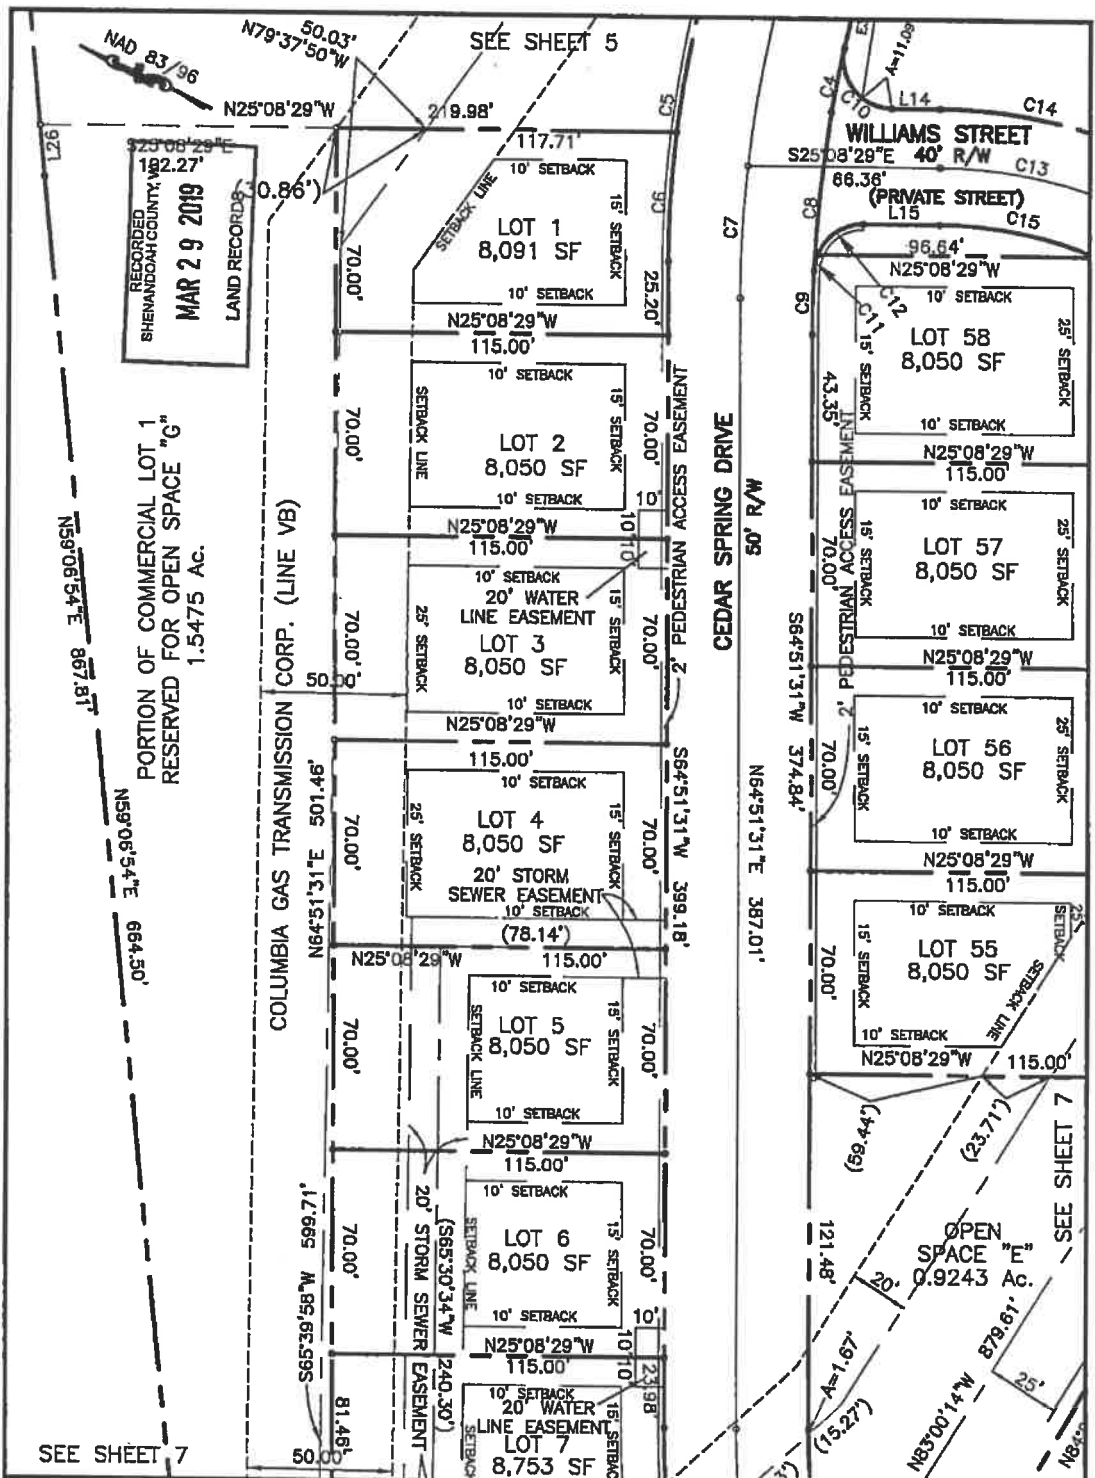 SEE SHEET 5
50.03'
N79°37'50"W
NAD 83/96
N25°08'29"W
219.98'
117.71'
L26
S25°08'29"E
192.27'
(30.86')
RECORDED
SHENANDOAH COUNTY, VA
MAR 29 2019
LAND RECORDS
C5
C6
C7
C4
C10
A=11.09
L14
C14
WILLIAMS STREET
40' R/W
S25°08'29"E
66.36'
C13
(PRIVATE STREET)
C8
L15
C15
96.64'
N25°08'29"W
C9
C11
C12
10' SETBACK
SETBACK LINE
LOT 1
8,091 SF
15' SETBACK
10' SETBACK
70.00'
25.20'
N25°08'29"W
115.00'
10' SETBACK
SETBACK LINE
LOT 2
8,050 SF
15' SETBACK
10' SETBACK
70.00'
70.00'
N25°08'29"W
115.00'
10'
10'
10'
10' SETBACK
20' WATER
LINE EASEMENT
LOT 3
8,050 SF
25' SETBACK
15' SETBACK
10' SETBACK
70.00'
70.00'
50.00'
N25°08'29"W
115.00'
10' SETBACK
LOT 4
8,050 SF
25' SETBACK
15' SETBACK
20' STORM
SEWER EASEMENT
10' SETBACK
70.00'
70.00'
(78.14')
N25°08'29"W
115.00'
10' SETBACK
LOT 5
8,050 SF
SETBACK LINE
15' SETBACK
10' SETBACK
70.00'
70.00'
N25°08'29"W
115.00'
10' SETBACK
LOT 6
8,050 SF
SETBACK LINE
15' SETBACK
10' SETBACK
70.00'
70.00'
N25°08'29"W
115.00'
10'
10'
10'
23.98'
10' SETBACK
20' WATER
LINE EASEMENT
LOT 7
8,753 SF
SETBACK
15' SETBACK
81.46'
50.00'
PORTION OF COMMERCIAL LOT 1
RESERVED FOR OPEN SPACE "G"
1.5475 Ac.
N59°06'54"E 867.81'
N59°06'54"E 664.50'
COLUMBIA GAS TRANSMISSION CORP. (LINE VB)
N64°51'31"E 501.46'
S65°39'58"W 599.71'
20' STORM SEWER EASEMENT
(S65°30'34"W 240.30')
2' PEDESTRIAN ACCESS EASEMENT
S64°51'31"W 399.18'
CEDAR SPRING DRIVE
50' R/W
N64°51'31"E 387.01'
S64°51'31"W 374.84'
2' PEDESTRIAN ACCESS EASEMENT
10' SETBACK
LOT 58
8,050 SF
15' SETBACK
25' SETBACK
10' SETBACK
43.35'
N25°08'29"W
115.00'
10' SETBACK
LOT 57
8,050 SF
15' SETBACK
25' SETBACK
10' SETBACK
70.00'
N25°08'29"W
115.00'
10' SETBACK
LOT 56
8,050 SF
15' SETBACK
25' SETBACK
10' SETBACK
70.00'
N25°08'29"W
115.00'
10' SETBACK
LOT 55
8,050 SF
15' SETBACK
25' SETBACK
SETBACK LINE
10' SETBACK
70.00'
N25°08'29"W
115.00'
(59.44')
(23.71')
SEE SHEET 7
OPEN
SPACE "E"
0.9243 Ac.
121.48'
20'
A=1.67'
(15.27')
879.61'
25'
N83°00'14"W
SEE SHEET 7